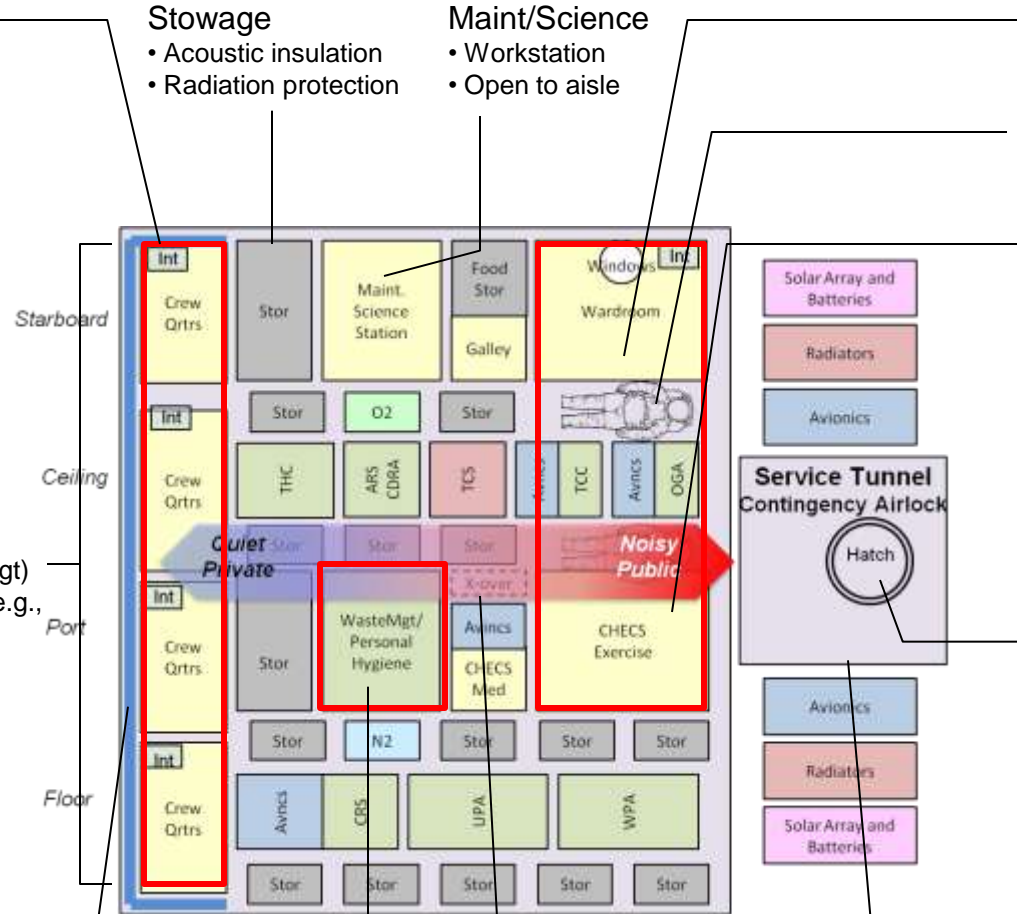 Stowage
• Acoustic insulation
• Radiation protection
Maint/Science
• Workstation
• Open to aisle
Starboard
Int
Crew
Qrtrs
Stor
Maint.
Science
Station
Food
Stor
Galley
Windows
Int
Wardroom
Solar Array and
Batteries
Radiators
Avionics
Stor
O2
Stor
Ceiling
Int
Crew
Qrtrs
THC
ARS
CDRA
TCS
Avncs
TCC
Avncs
OGA
Service Tunnel
Contingency Airlock
Hatch
Quiet
Private
Stor
Stor
Stor
Noisy
Public
gt)
e.g.,
Port
Int
Crew
Qrtrs
Stor
WasteMgt/
Personal
Hygiene
X-over
Avincs
CHECS
Med
CHECS
Exercise
Stor
N2
Stor
Stor
Stor
Avionics
Radiators
Solar Array and
Batteries
Floor
Int
Crew
Qrtrs
Avncs
CRS
UPA
WPA
Stor
Stor
Stor
Stor
Stor